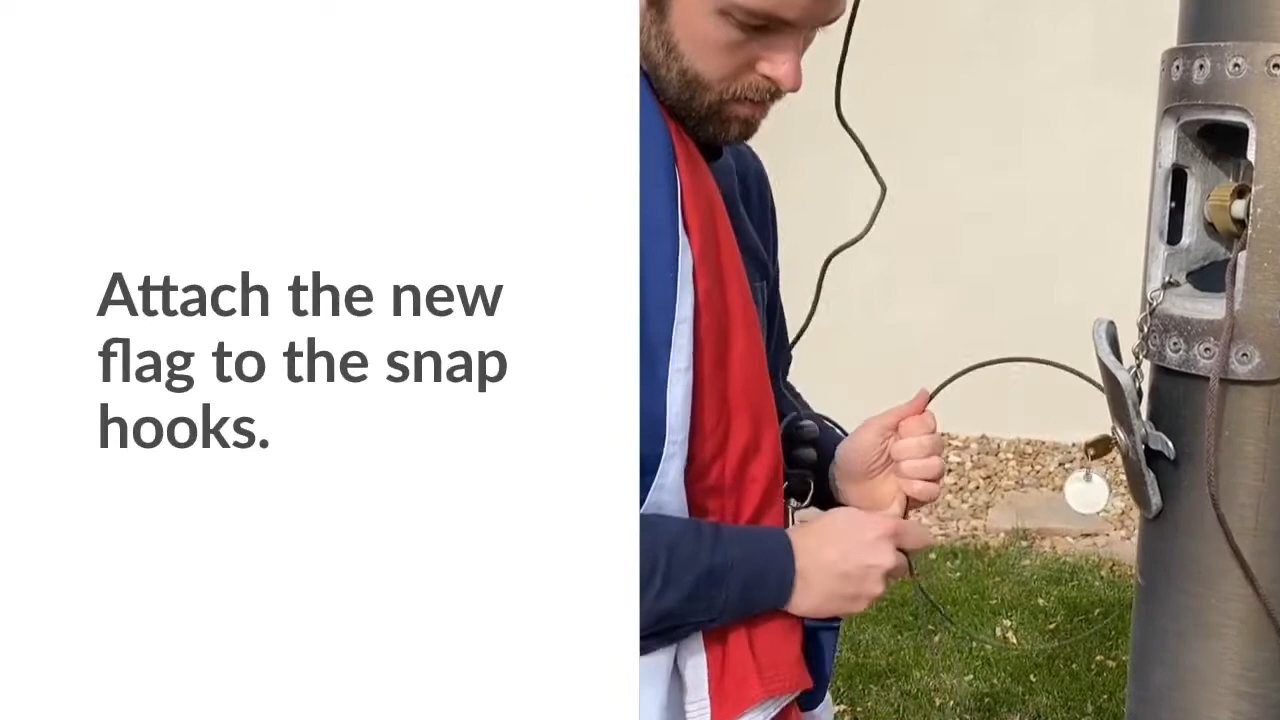 Attach the new
flag to the snap
hooks.